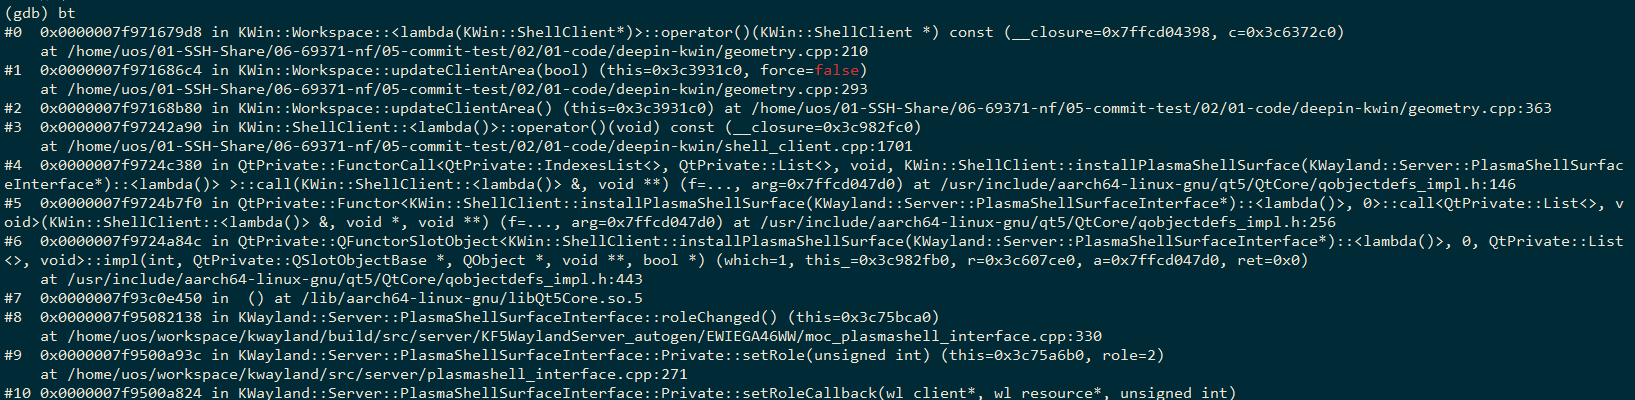 (gdb) bt
#0  0x0000007f971679d8 in KWin::Workspace::<lambda(KWin::ShellClient*)>::operator()(KWin::ShellClient *) const (__closure=0x7ffcd04398, c=0x3c6372c0)
    at /home/uos/01-SSH-Share/06-69371-nf/05-commit-test/02/01-code/deepin-kwin/geometry.cpp:210
#1  0x0000007f971686c4 in KWin::Workspace::updateClientArea(bool) (this=0x3c3931c0, force=false)
    at /home/uos/01-SSH-Share/06-69371-nf/05-commit-test/02/01-code/deepin-kwin/geometry.cpp:293
#2  0x0000007f97168b80 in KWin::Workspace::updateClientArea() (this=0x3c3931c0) at /home/uos/01-SSH-Share/06-69371-nf/05-commit-test/02/01-code/deepin-kwin/geometry.cpp:363
#3  0x0000007f97242a90 in KWin::ShellClient::<lambda()>::operator()(void) const (__closure=0x3c982fc0)
    at /home/uos/01-SSH-Share/06-69371-nf/05-commit-test/02/01-code/deepin-kwin/shell_client.cpp:1701
#4  0x0000007f9724c380 in QtPrivate::FunctorCall<QtPrivate::IndexesList<>, QtPrivate::List<>, void, KWin::ShellClient::installPlasmaShellSurface(KWayland::Server::PlasmaShellSurfac
eInterface*)::<lambda()> >::call(KWin::ShellClient::<lambda()> &, void **) (f=..., arg=0x7ffcd047d0) at /usr/include/aarch64-linux-gnu/qt5/QtCore/qobjectdefs_impl.h:146
#5  0x0000007f9724b7f0 in QtPrivate::Functor<KWin::ShellClient::installPlasmaShellSurface(KWayland::Server::PlasmaShellSurfaceInterface*)::<lambda()>, 0>::call<QtPrivate::List<>, v
oid>(KWin::ShellClient::<lambda()> &, void *, void **) (f=..., arg=0x7ffcd047d0) at /usr/include/aarch64-linux-gnu/qt5/QtCore/qobjectdefs_impl.h:256
#6  0x0000007f9724a84c in QtPrivate::QFunctorSlotObject<KWin::ShellClient::installPlasmaShellSurface(KWayland::Server::PlasmaShellSurfaceInterface*)::<lambda()>, 0, QtPrivate::List
<>, void>::impl(int, QtPrivate::QSlotObjectBase *, QObject *, void **, bool *) (which=1, this_=0x3c982fb0, r=0x3c607ce0, a=0x7ffcd047d0, ret=0x0)
    at /usr/include/aarch64-linux-gnu/qt5/QtCore/qobjectdefs_impl.h:443
#7  0x0000007f93c0e450 in  () at /lib/aarch64-linux-gnu/libQt5Core.so.5
#8  0x0000007f95082138 in KWayland::Server::PlasmaShellSurfaceInterface::roleChanged() (this=0x3c75bca0)
    at /home/uos/workspace/kwayland/build/src/server/KF5WaylandServer_autogen/EWIEGA46WW/moc_plasmashell_interface.cpp:330
#9  0x0000007f9500a93c in KWayland::Server::PlasmaShellSurfaceInterface::Private::setRole(unsigned int) (this=0x3c75a6b0, role=2)
    at /home/uos/workspace/kwayland/src/server/plasmashell_interface.cpp:271
#10 0x0000007f9500a824 in KWayland::Server::PlasmaShellSurfaceInterface::Private::setRoleCallback(wl_client*, wl_resource*, unsigned int)